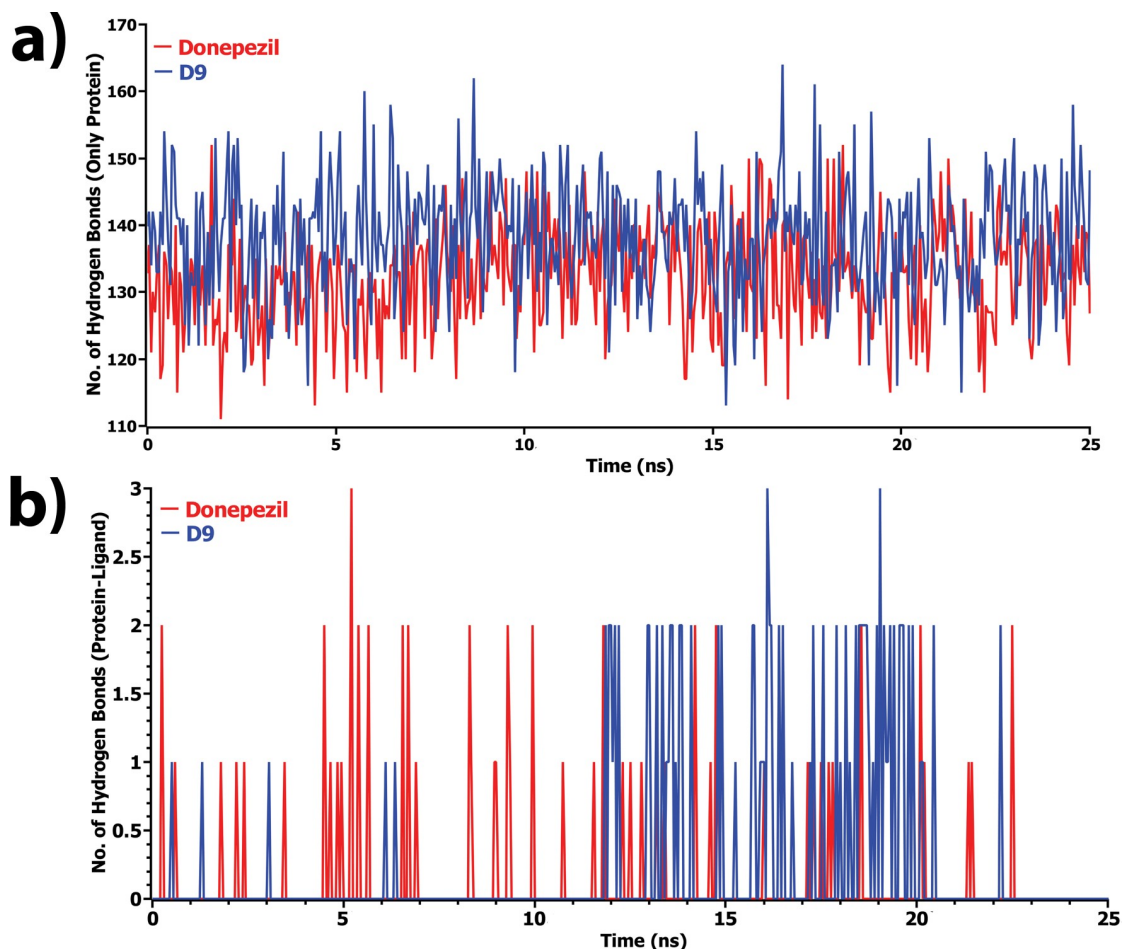 a)
No. of Hydrogen Bonds (Only Protein)
170
160
150
140
130
120
110
Donepezil
D9
0 5 10 15 20 25
Time (ns)
b)
No. of Hydrogen Bonds (Protein-Ligand)
3
2.5
2
1.5
1
0.5
0
Donepezil
D9
0 5 10 15 20 25
Time (ns)